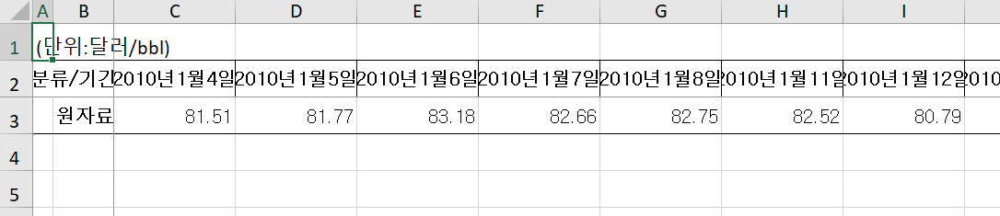 A B C D E F G H I
1 (단위:달러/bbl)
2 분류/기간 2010년1월4일 2010년1월5일 2010년1월6일 2010년1월7일 2010년1월8일 2010년1월11일 2010년1월12일 2010
3 원자료 81.51 81.77 83.18 82.66 82.75 82.52 80.79
4
5